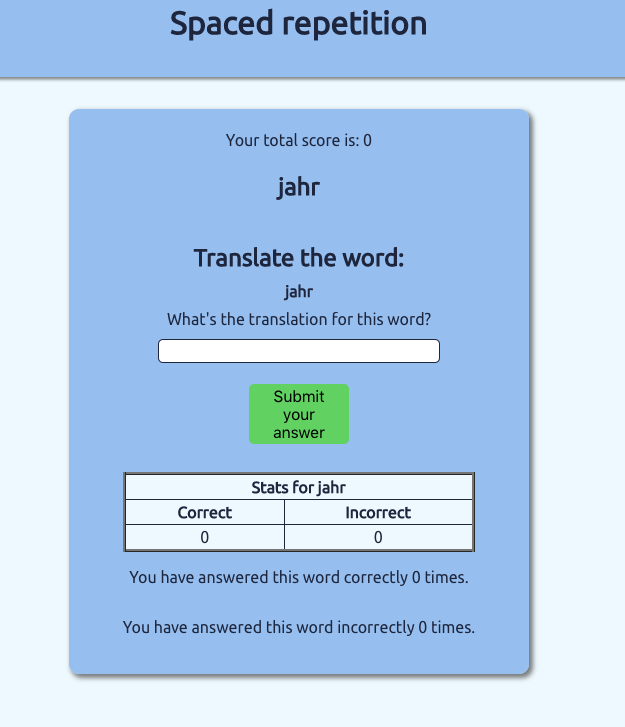 Spaced repetition
Your total score is: 0
jahr
Translate the word:
jahr
What's the translation for this word?
Submit
your
answer
Stats for jahr
Correct Incorrect
0 0
You have answered this word correctly 0 times.
You have answered this word incorrectly 0 times.